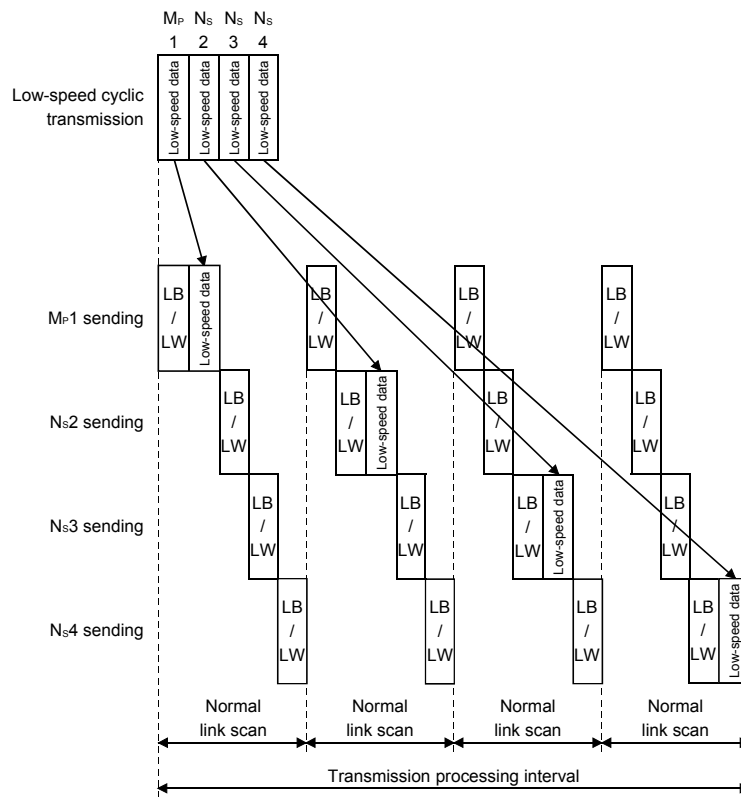 MP NS NS NS
1 2 3 4
Low-speed cyclic
transmission
Low-speed data
Low-speed data
Low-speed data
Low-speed data
MP1 sending
LB
/
LW
Low-speed data
LB
/
LW
LB
/
LW
LB
/
LW
NS2 sending
LB
/
LW
LB
/
LW
Low-speed data
LB
/
LW
LB
/
LW
NS3 sending
LB
/
LW
LB
/
LW
LB
/
LW
Low-speed data
LB
/
LW
NS4 sending
LB
/
LW
LB
/
LW
LB
/
LW
LB
/
LW
Low-speed data
Normal
link scan
Normal
link scan
Normal
link scan
Normal
link scan
Transmission processing interval